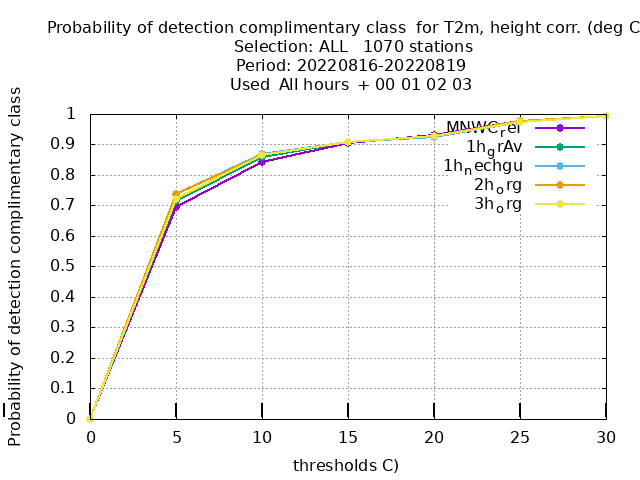 Probability of detection complimentary class for T2m, height corr. (deg C
Selection: ALL 1070 stations
Period: 20220816-20220819
Used All hours + 00 01 02 03
Probability of detection complimentary class
1
0.9
0.8
0.7
0.6
0.5
0.4
0.3
0.2
0.1
0
MNWC_ref
1h_grAv
1h_nechgu
2h_org
3h_org
0 5 10 15 20 25 30
thresholds C)